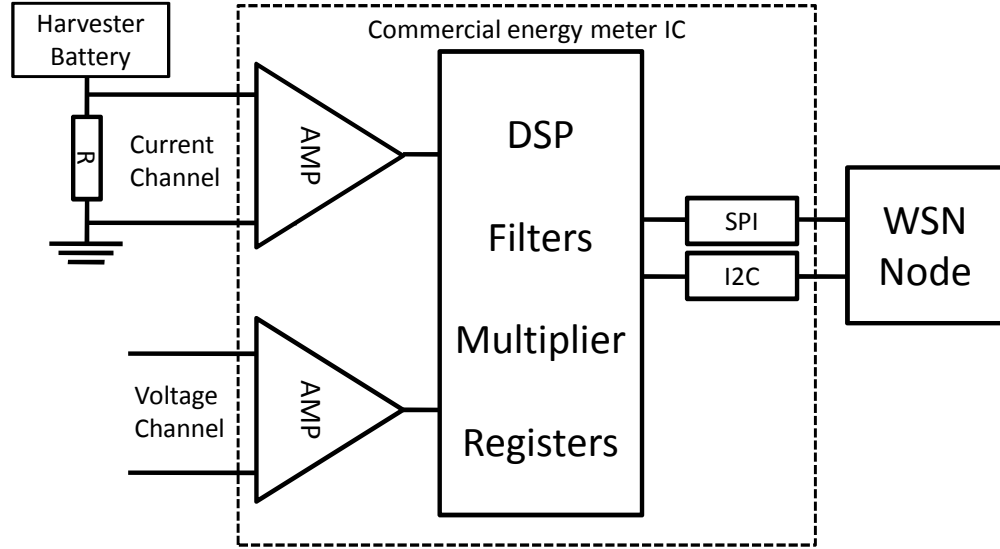 Harvester
Battery
Commercial energy meter IC
R
Current
Channel
AMP
DSP
Filters
Multiplier
Registers
SPI
I2C
WSN
Node
Voltage
Channel
AMP